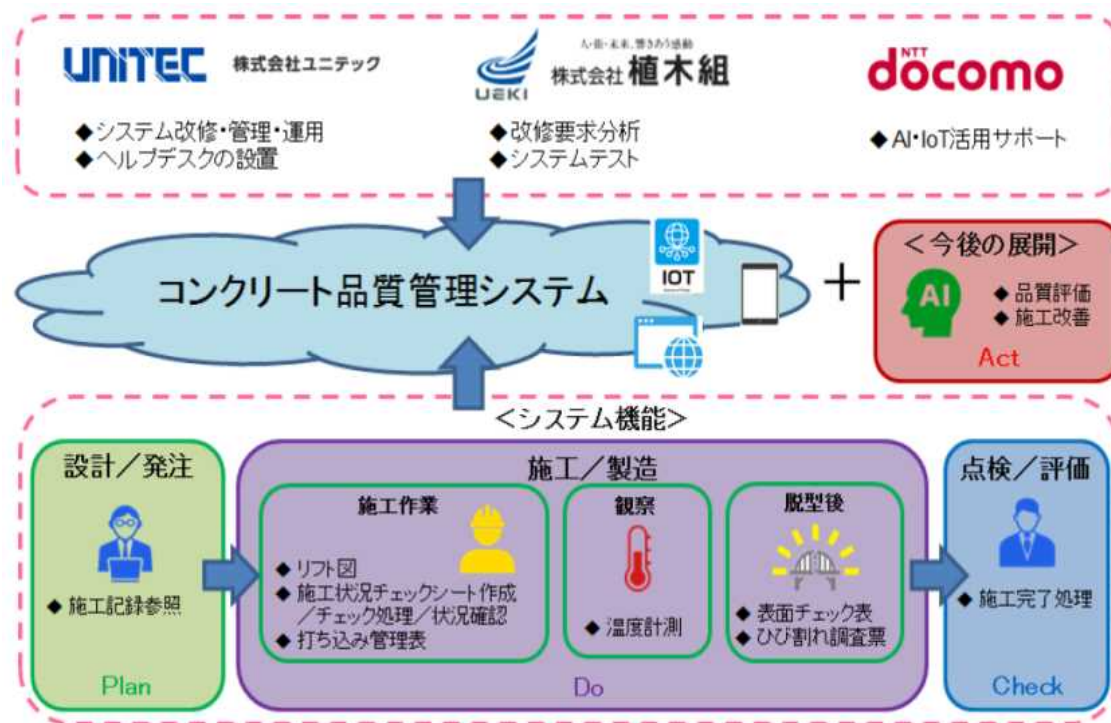 UNITEC 株式会社ユニテック
◆システム改修・管理・運用
◆ヘルプデスクの設置
人・街・未来、響きあう感動
UEKI 株式会社 植木組
◆改修要求分析
◆システムテスト
NTT
docomo
◆AI・IoT活用サポート
コンクリート品質管理システム
IOT
+
<今後の展開>
AI
◆品質評価
◆施工改善
Act
<システム機能>
設計/発注
◆施工記録参照
Plan
施工/製造
施工作業
◆リフト図
◆施工状況チェックシート作成
/チェック処理/状況確認
◆打ち込み管理表
観察
◆温度計測
脱型後
◆表面チェック表
◆ひび割れ調査票
Do
点検/評価
◆施工完了処理
Check